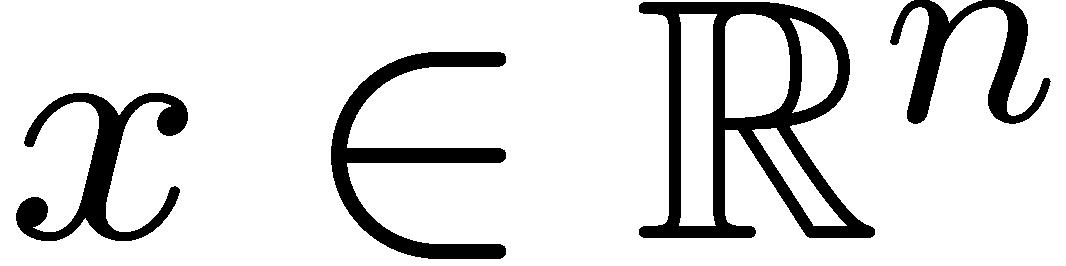 x ∈ ℝⁿ